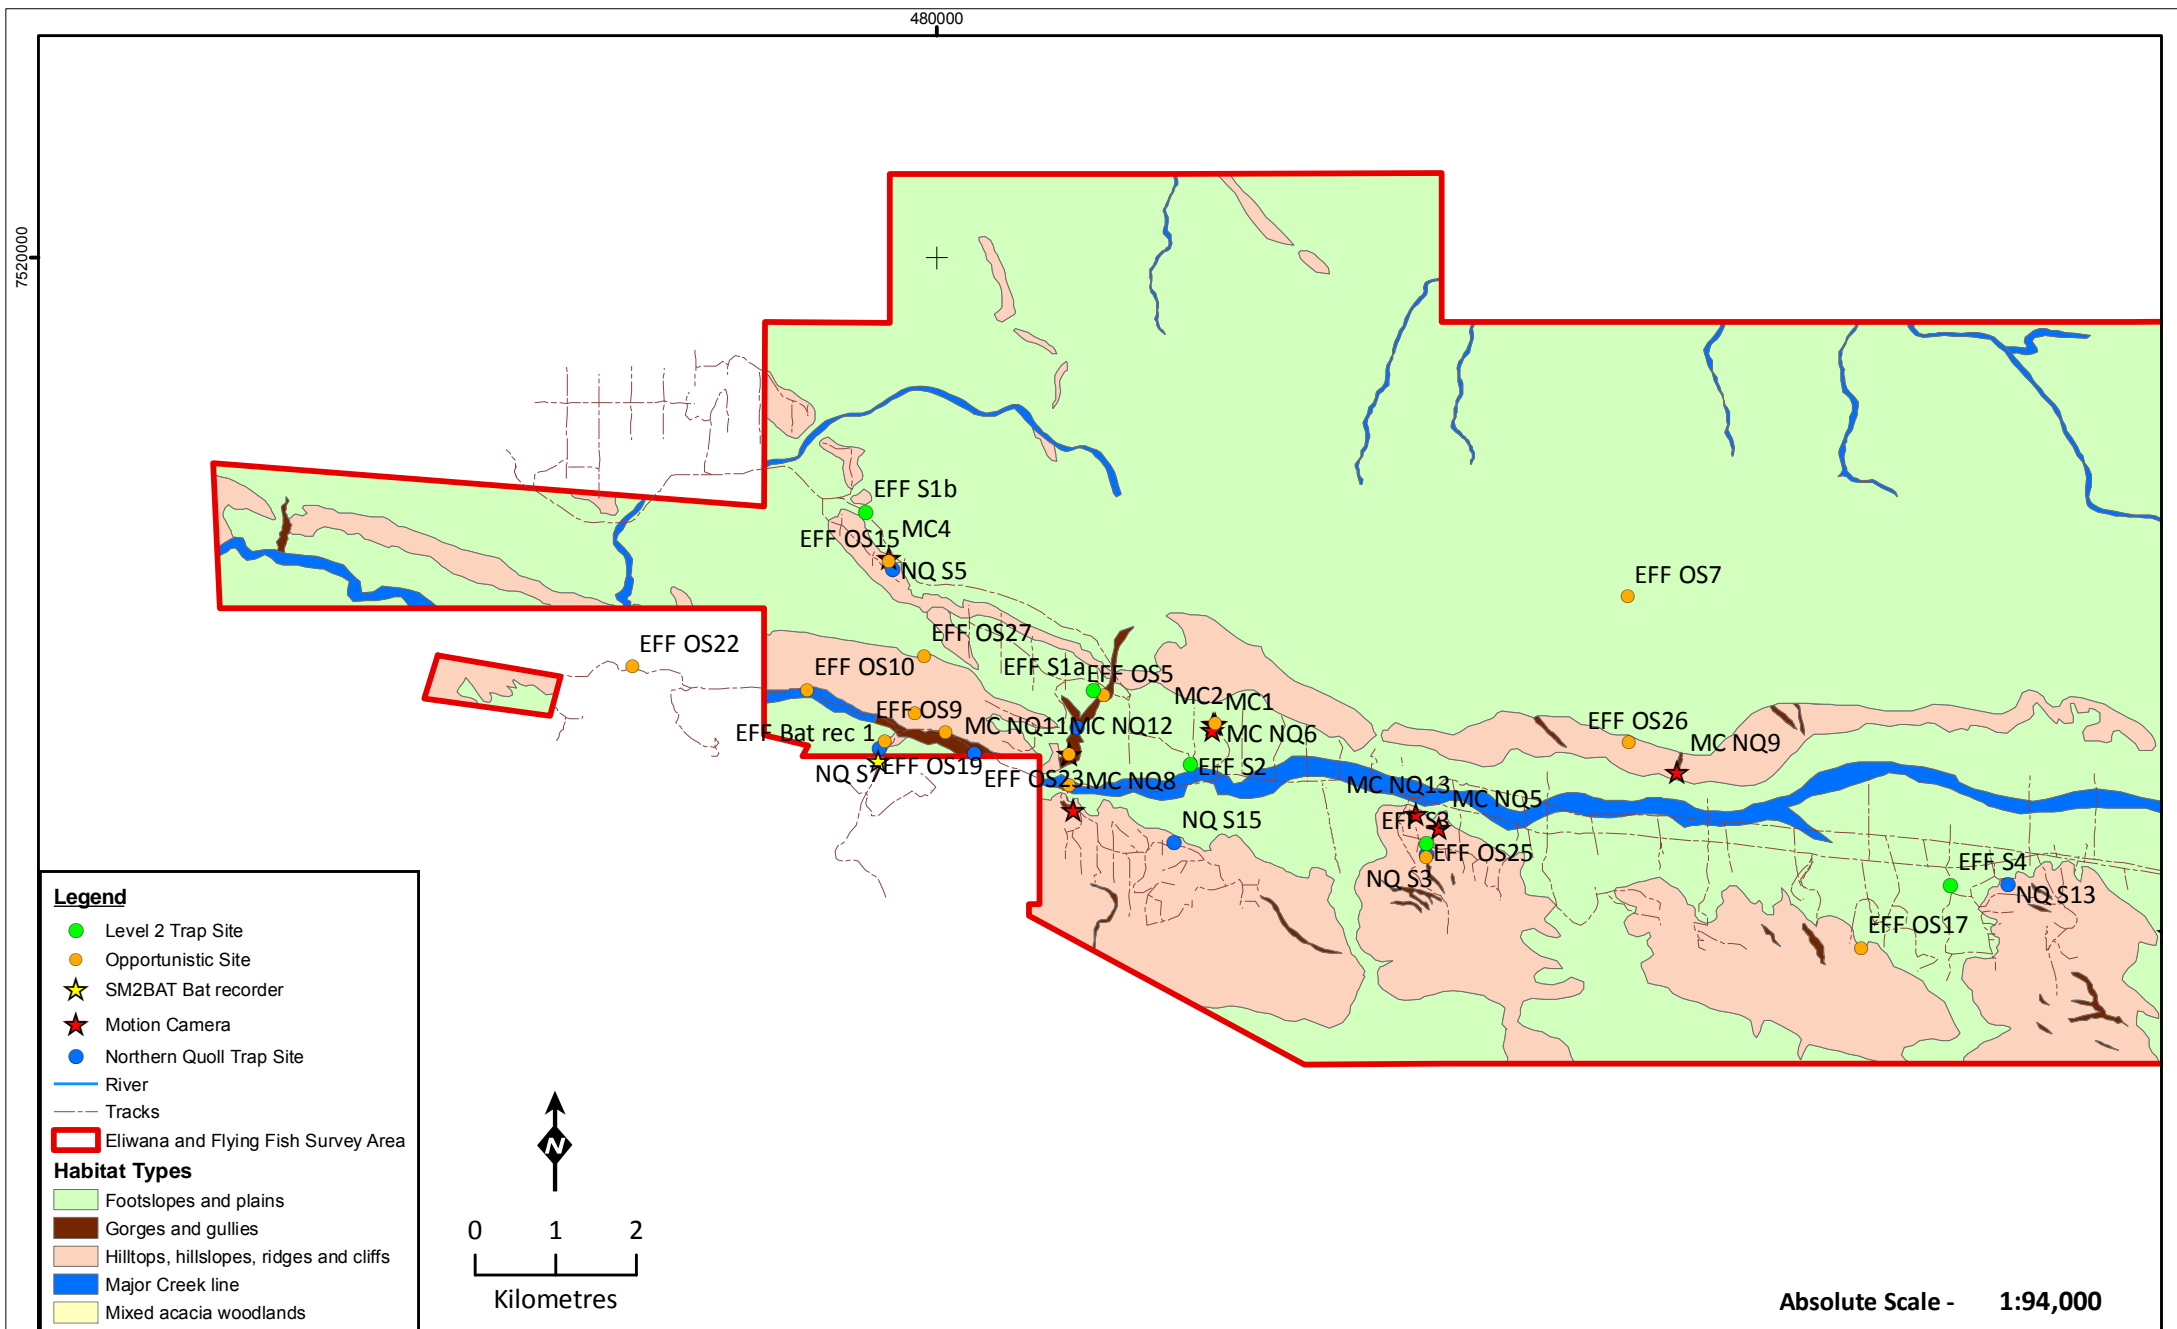 480000
7520000
EFF S1b
MC4
EFF OS15
NQ S5
EFF OS7
EFF OS27
EFF OS22
EFF OS10
EFF S1a
EFF OS5
MC2
MC1
EFF OS9
MC NQ11
MC NQ12
EFF Bat rec 1
MC NQ6
EFF OS26
MC NQ9
NQ S7
EFF OS19
EFF OS23
MC NQ8
EFF S2
MC NQ13
MC NQ5
NQ S15
EFF S3
EFF OS25
NQ S3
EFF S4
NQ S13
EFF OS17
Legend
Level 2 Trap Site
Opportunistic Site
SM2BAT Bat recorder
Motion Camera
Northern Quoll Trap Site
River
Tracks
Eliwana and Flying Fish Survey Area
Habitat Types
Footslopes and plains
Gorges and gullies
Hilltops, hillslopes, ridges and cliffs
Major Creek line
Mixed acacia woodlands
N
0 1 2
Kilometres
Absolute Scale - 1:94,000